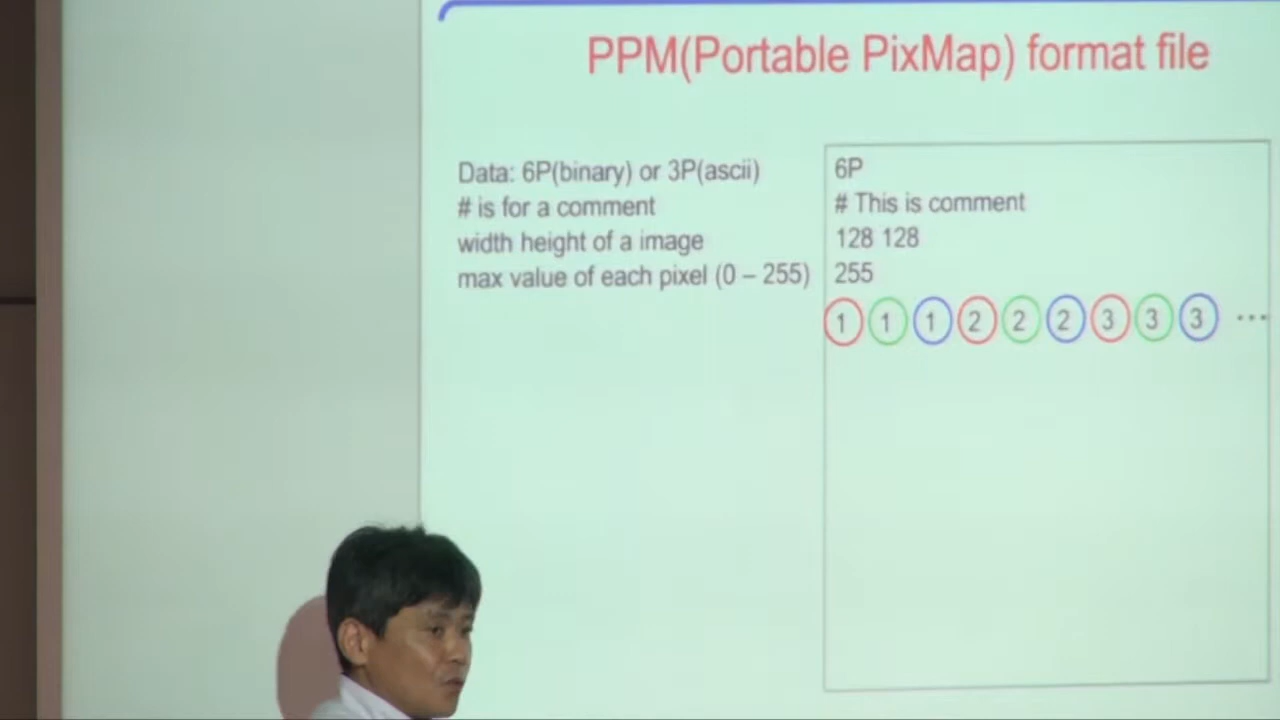 PPM(Portable PixMap) format file
Data: 6P(binary) or 3P(ascii)
# is for a comment
width height of a image
max value of each pixel (0 – 255)
6P
# This is comment
128 128
255
1 1 1 2 2 2 3 3 3 ...